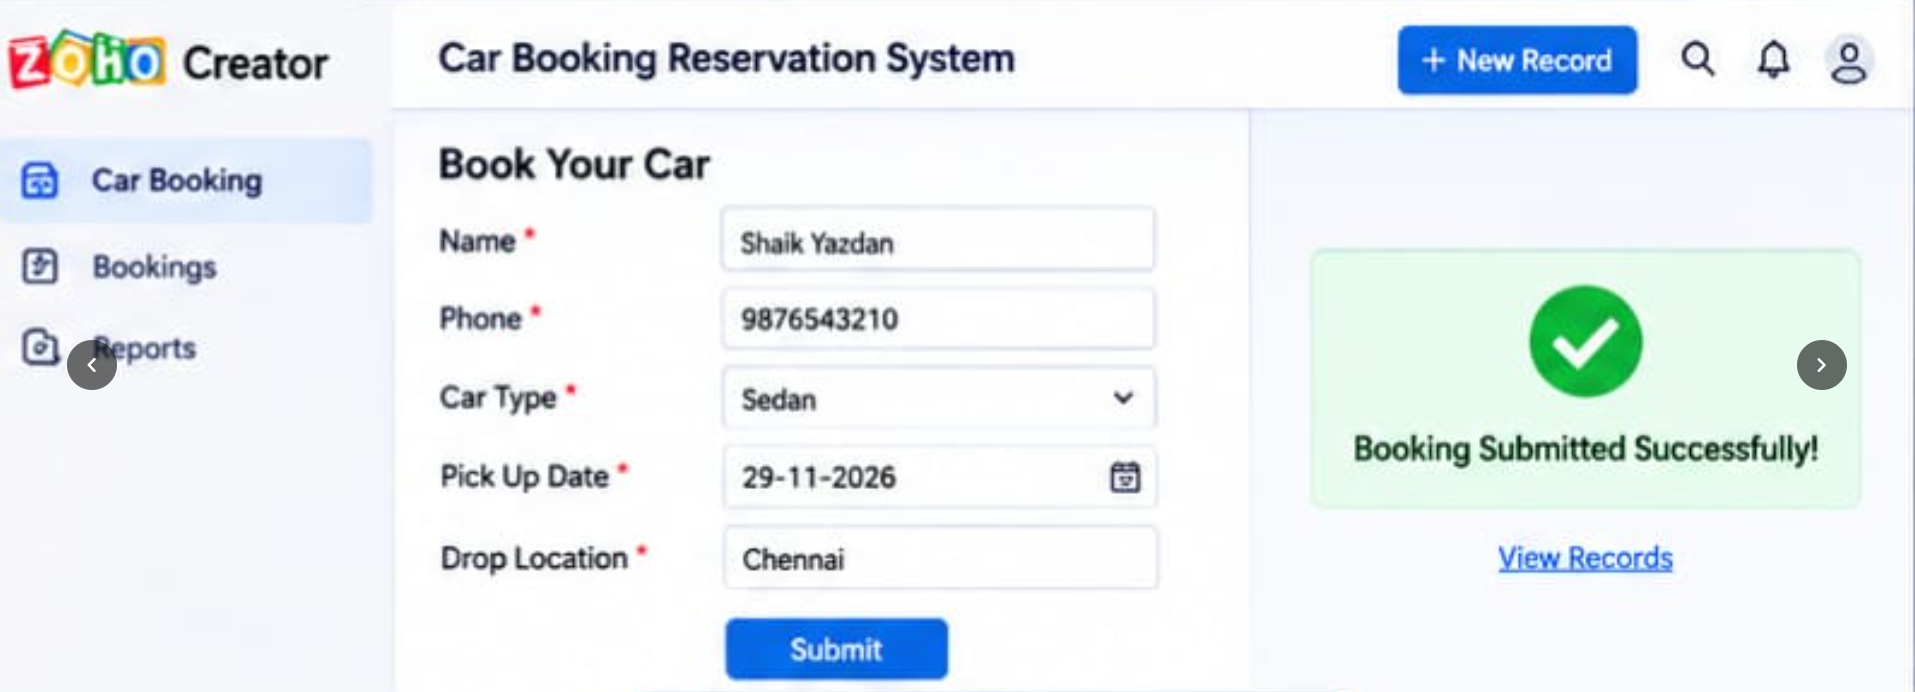 ZOHO Creator
Car Booking Reservation System
+ New Record
Car Booking
Bookings
Reports
Book Your Car
Name *
Shaik Yazdan
Phone *
9876543210
Car Type *
Sedan
Pick Up Date *
29-11-2026
Drop Location *
Chennai
Submit
Booking Submitted Successfully!
View Records